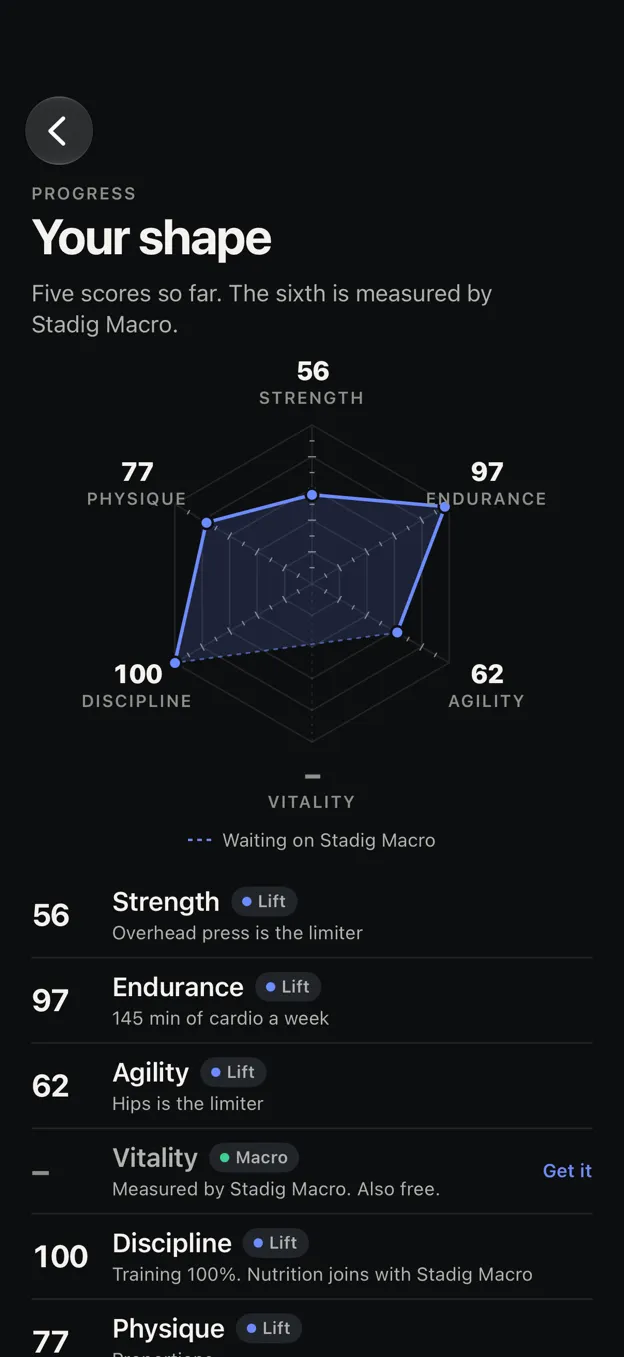 PROGRESS
Your shape
Five scores so far. The sixth is measured by
Stadig Macro.
56
STRENGTH
77
PHYSIQUE
97
ENDURANCE
100
DISCIPLINE
62
AGILITY
–
VITALITY
Waiting on Stadig Macro
56
Strength Lift
Overhead press is the limiter
97
Endurance Lift
145 min of cardio a week
62
Agility Lift
Hips is the limiter
–
Vitality Macro
Measured by Stadig Macro. Also free.
Get it
100
Discipline Lift
Training 100%. Nutrition joins with Stadig Macro
77
Physique Lift